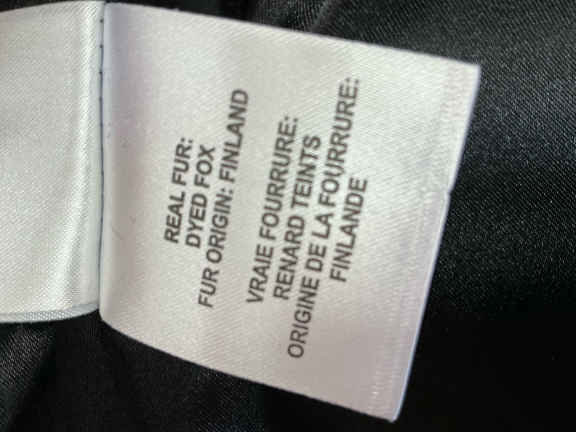 REAL FUR:
DYED FOX
FUR ORIGIN: FINLAND
VRAIE FOURRURE:
RENARD TEINTS
ORIGINE DE LA FOURRURE:
FINLANDE